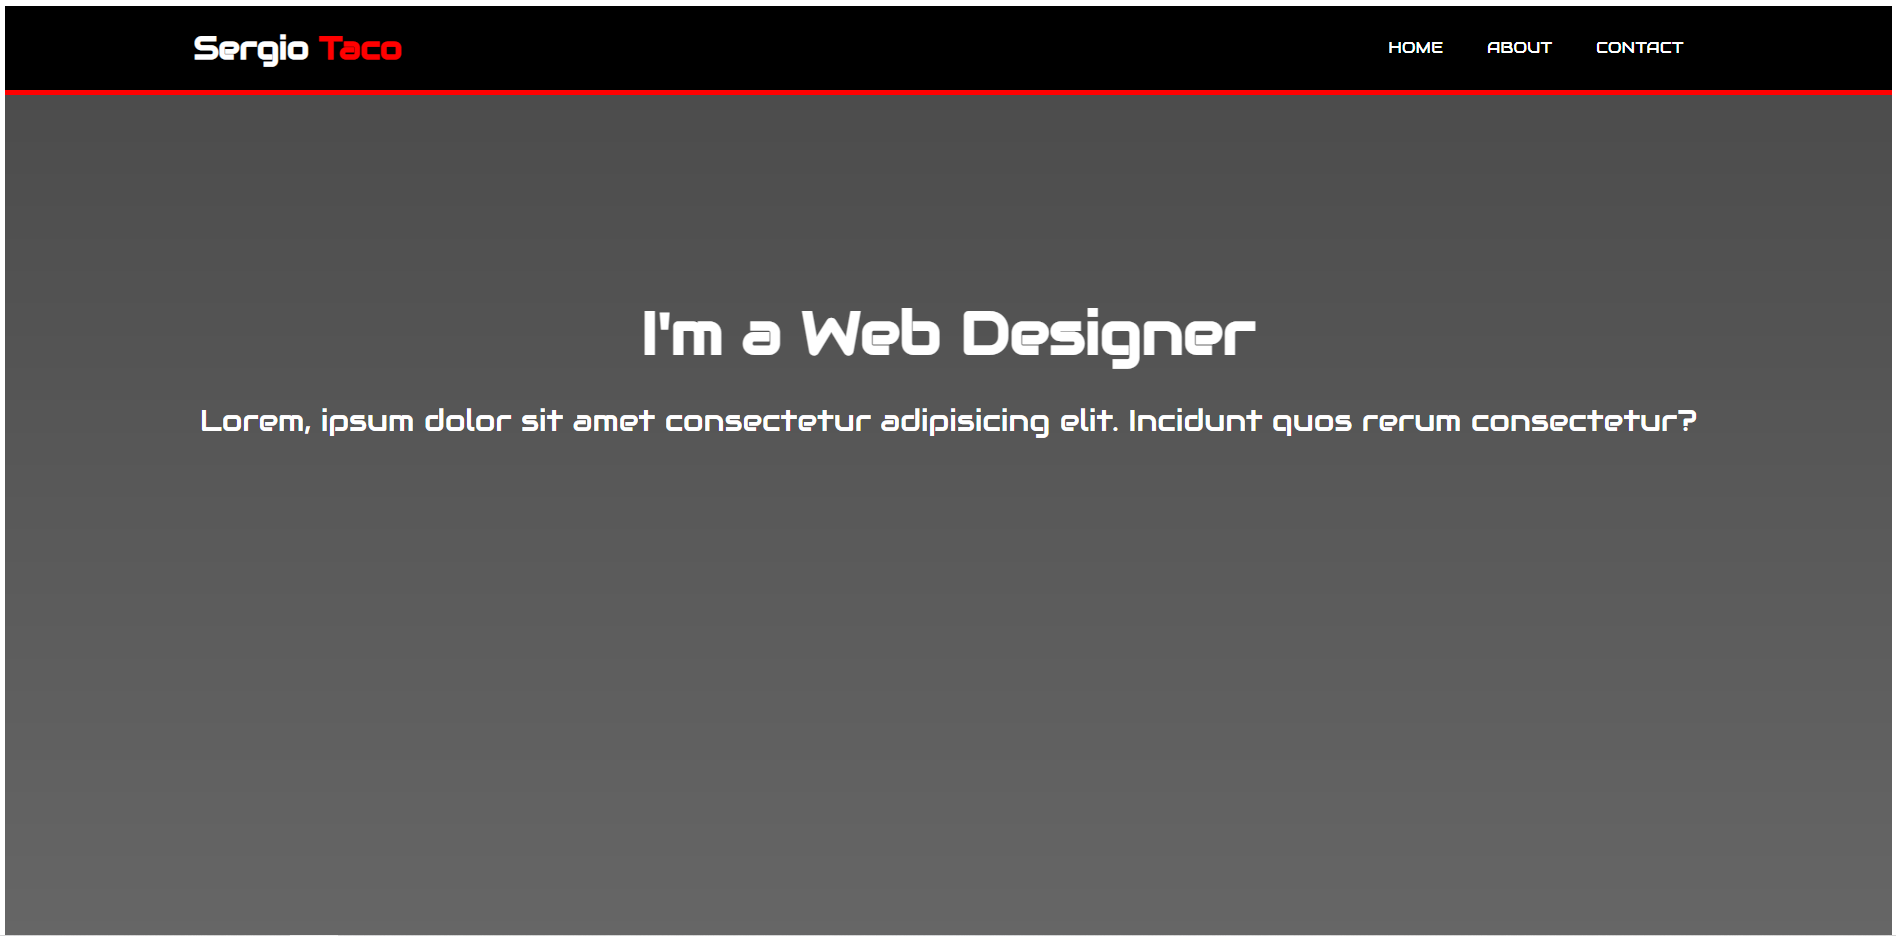 Sergio Taco
HOME ABOUT CONTACT
I'm a Web Designer
Lorem, ipsum dolor sit amet consectetur adipisicing elit. Incidunt quos rerum consectetur?